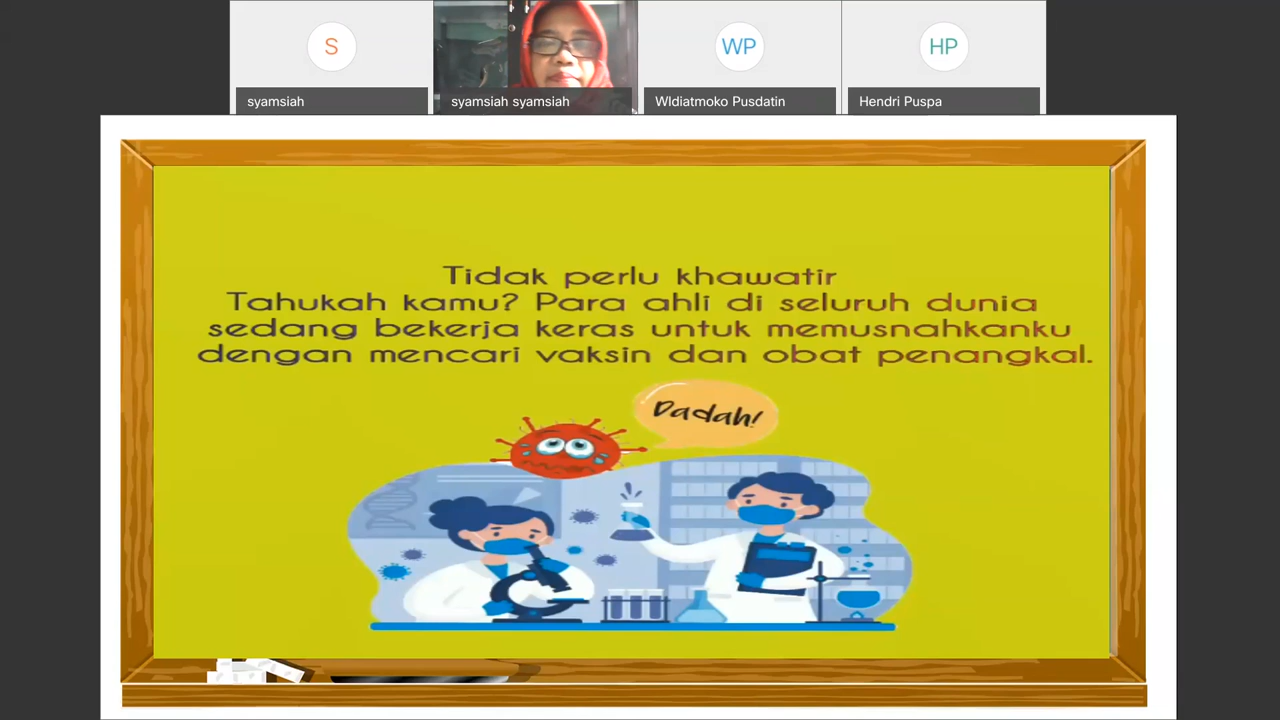 S
WP
HP
syamsiah
syamsiah syamsiah
WIdiatmoko Pusdatin
Hendri Puspa
Tidak perlu khawatir
Tahukah kamu? Para ahli di seluruh dunia
sedang bekerja keras untuk memusnahkanku
dengan mencari vaksin dan obat penangkal.
Dadah!